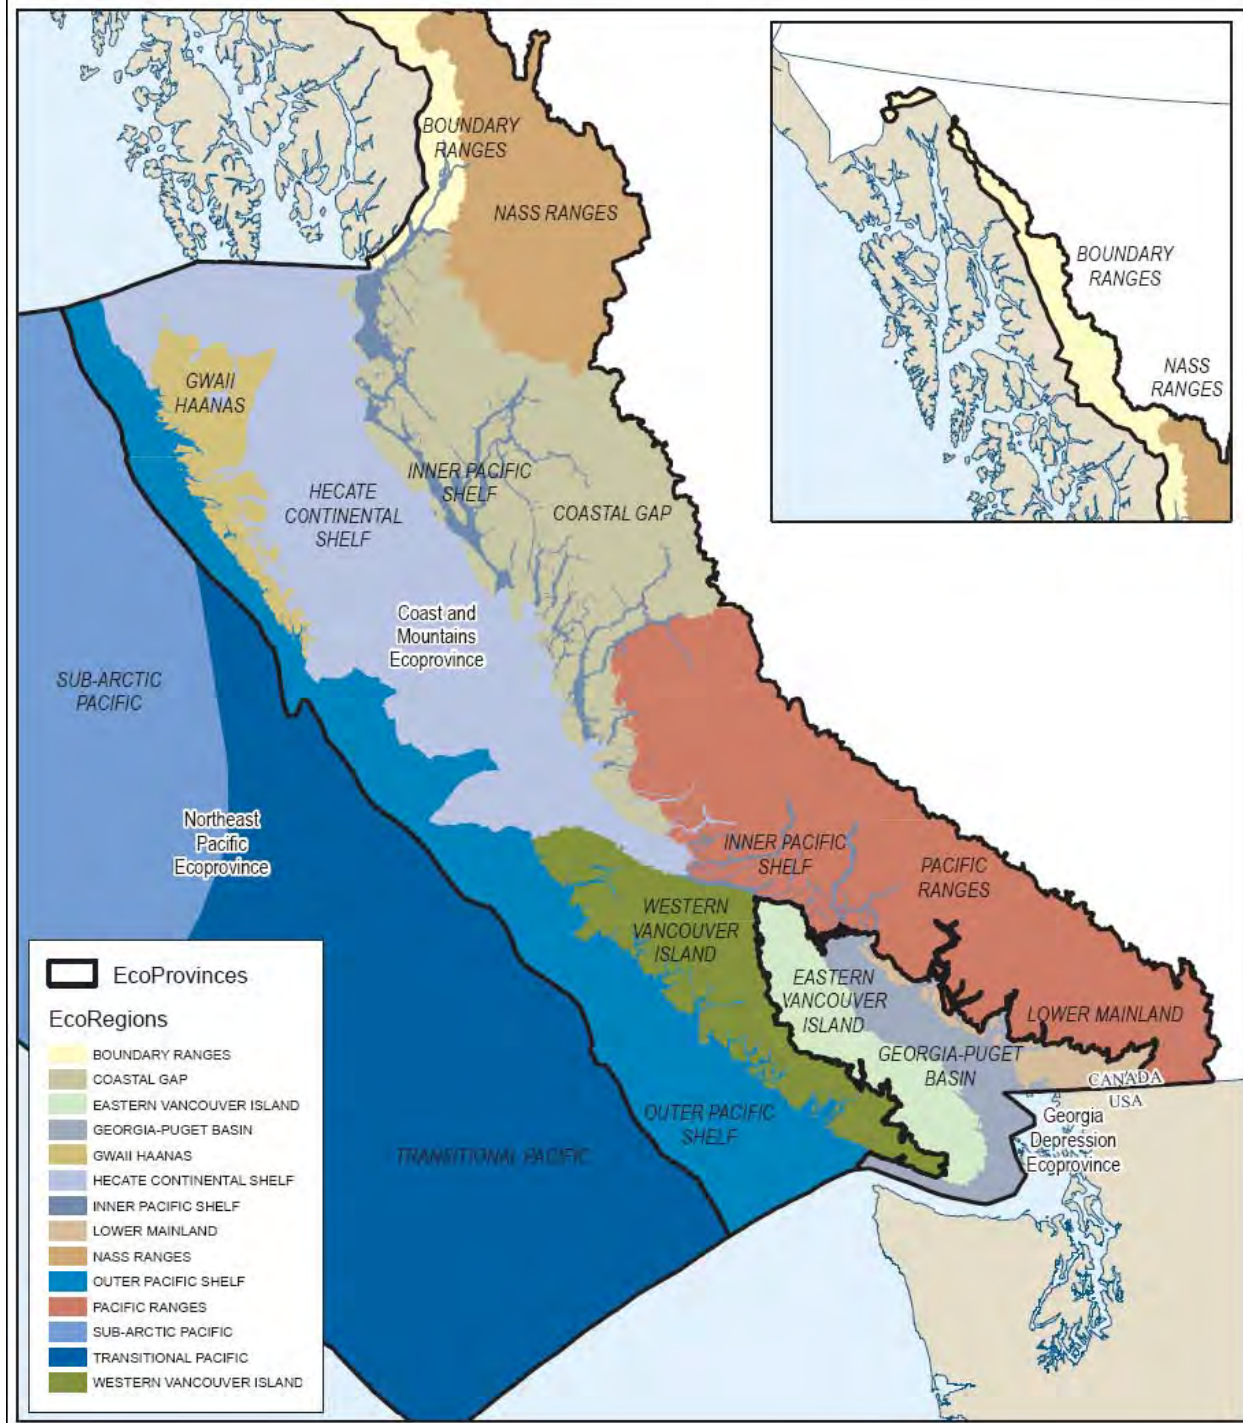 BOUNDARY
RANGES
NASS RANGES
BOUNDARY
RANGES
NASS
RANGES
GWAII
HAANAS
INNER PACIFIC
SHELF
HECATE
CONTINENTAL
SHELF
COASTAL GAP
Coast and
Mountains
Ecoprovince
SUB-ARCTIC
PACIFIC
Northeast
Pacific
Ecoprovince
INNER PACIFIC
SHELF
PACIFIC
RANGES
WESTERN
VANCOUVER
ISLAND
EASTERN
VANCOUVER
ISLAND
LOWER MAINLAND
GEORGIA-PUGET
BASIN
CANADA
USA
OUTER PACIFIC
SHELF
Georgia
Depression
Ecoprovince
TRANSITIONAL PACIFIC
EcoProvinces
EcoRegions
BOUNDARY RANGES
COASTAL GAP
EASTERN VANCOUVER ISLAND
GEORGIA-PUGET BASIN
GWAII HAANAS
HECATE CONTINENTAL SHELF
INNER PACIFIC SHELF
LOWER MAINLAND
NASS RANGES
OUTER PACIFIC SHELF
PACIFIC RANGES
SUB-ARCTIC PACIFIC
TRANSITIONAL PACIFIC
WESTERN VANCOUVER ISLAND